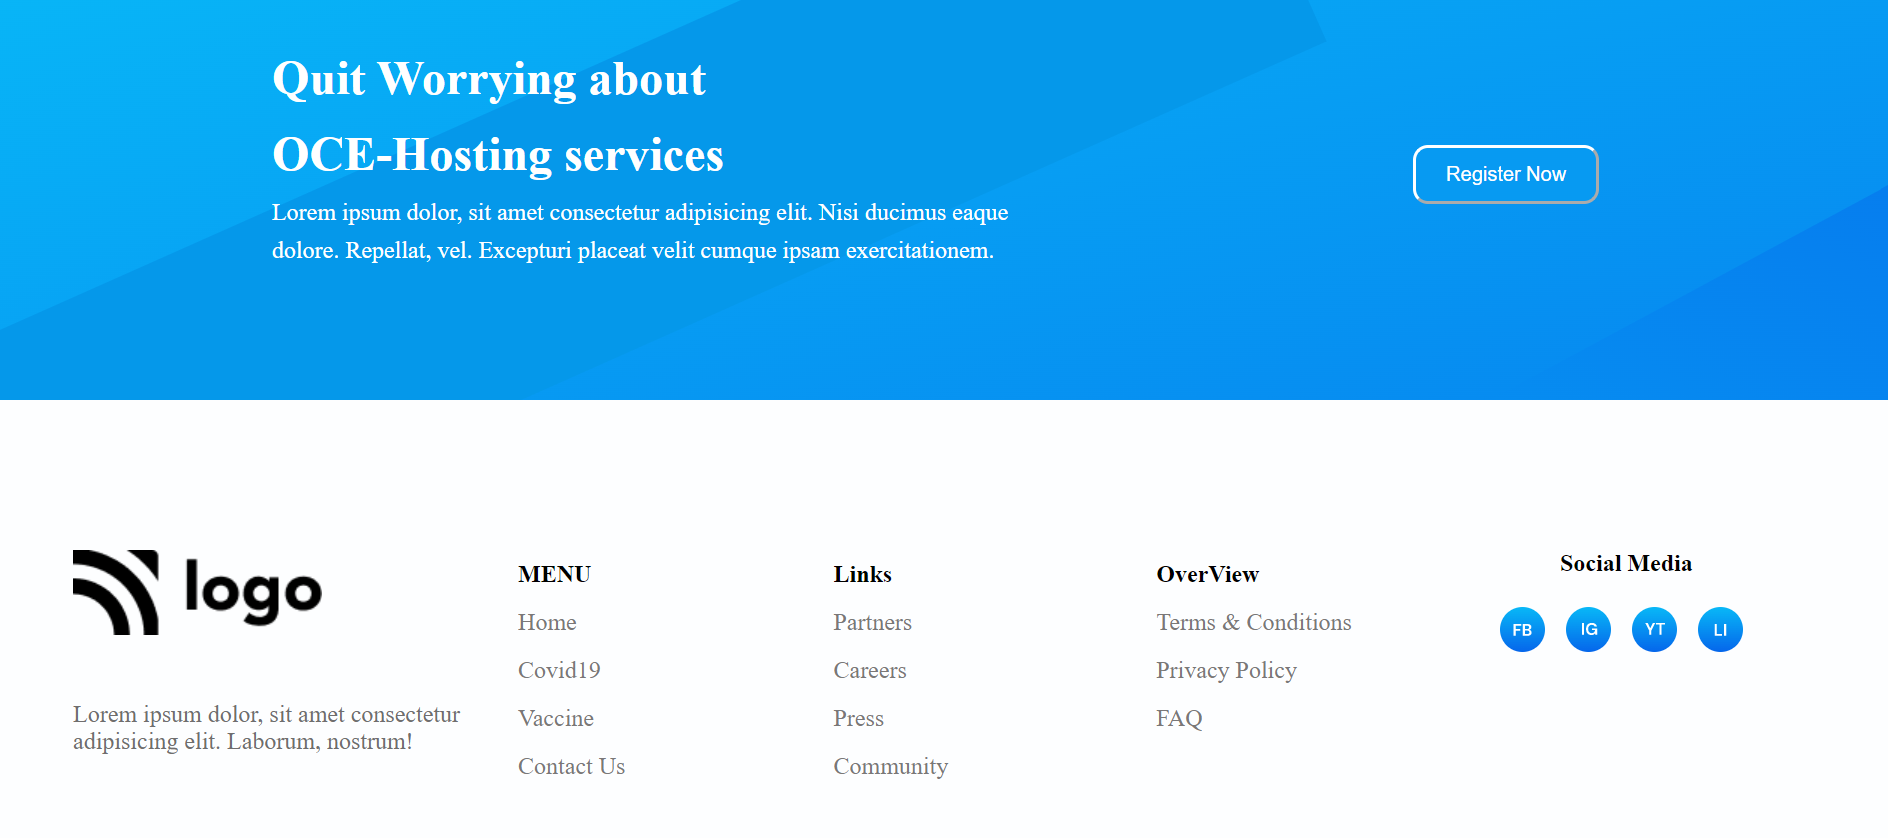 Quit Worrying about
OCE-Hosting services
Lorem ipsum dolor, sit amet consectetur adipisicing elit. Nisi ducimus eaque
dolore. Repellat, vel. Excepturi placeat velit cumque ipsam exercitationem.
Register Now
logo
Lorem ipsum dolor, sit amet consectetur
adipisicing elit. Laborum, nostrum!
MENU
Home
Covid19
Vaccine
Contact Us
Links
Partners
Careers
Press
Community
OverView
Terms & Conditions
Privacy Policy
FAQ
Social Media
FB IG YT LI